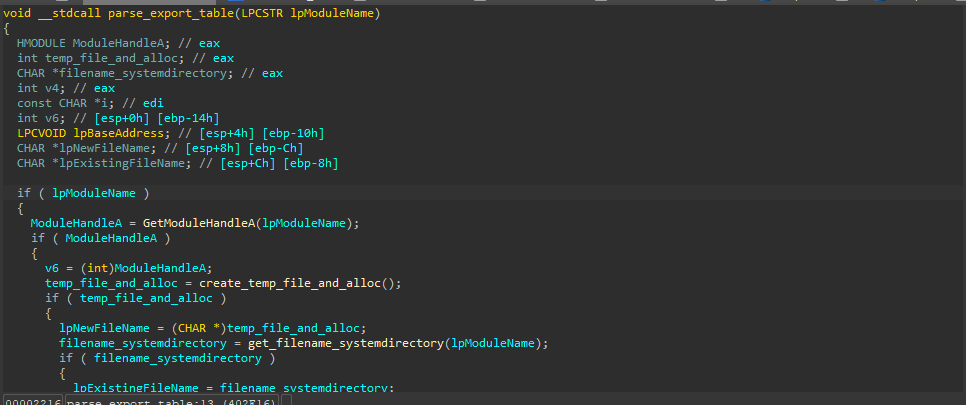 void __stdcall parse_export_table(LPCSTR lpModuleName)
{
HMODULE ModuleHandleA; // eax
int temp_file_and_alloc; // eax
CHAR *filename_systemdirectory; // eax
int v4; // eax
const CHAR *i; // edi
int v6; // [esp+0h] [ebp-14h]
LPCVOID lpBaseAddress; // [esp+4h] [ebp-10h]
CHAR *lpNewFileName; // [esp+8h] [ebp-Ch]
CHAR *lpExistingFileName; // [esp+Ch] [ebp-8h]
if ( lpModuleName )
{
ModuleHandleA = GetModuleHandleA(lpModuleName);
if ( ModuleHandleA )
{
v6 = (int)ModuleHandleA;
temp_file_and_alloc = create_temp_file_and_alloc();
if ( temp_file_and_alloc )
{
lpNewFileName = (CHAR *)temp_file_and_alloc;
filename_systemdirectory = get_filename_systemdirectory(lpModuleName);
if ( filename_systemdirectory )
{
lpExistingFileName = filename_systemdirectory;
00002216 parse_export_table:13 (402E16)